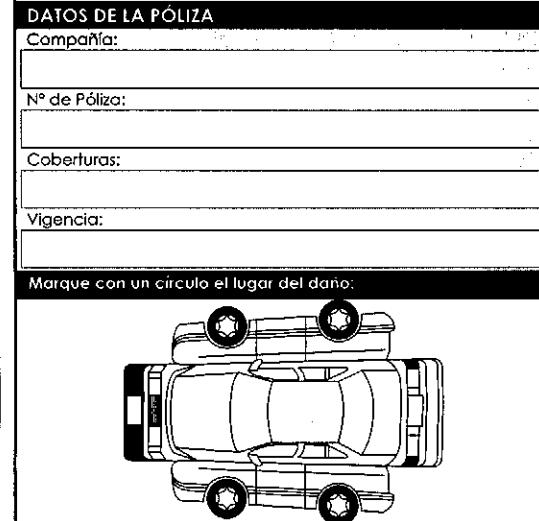 DATOS DE LA PÓLIZA
Compañía:
Nº de Póliza:
Coberturas:
Vigencia:
Marque con un círculo el lugar del daño: